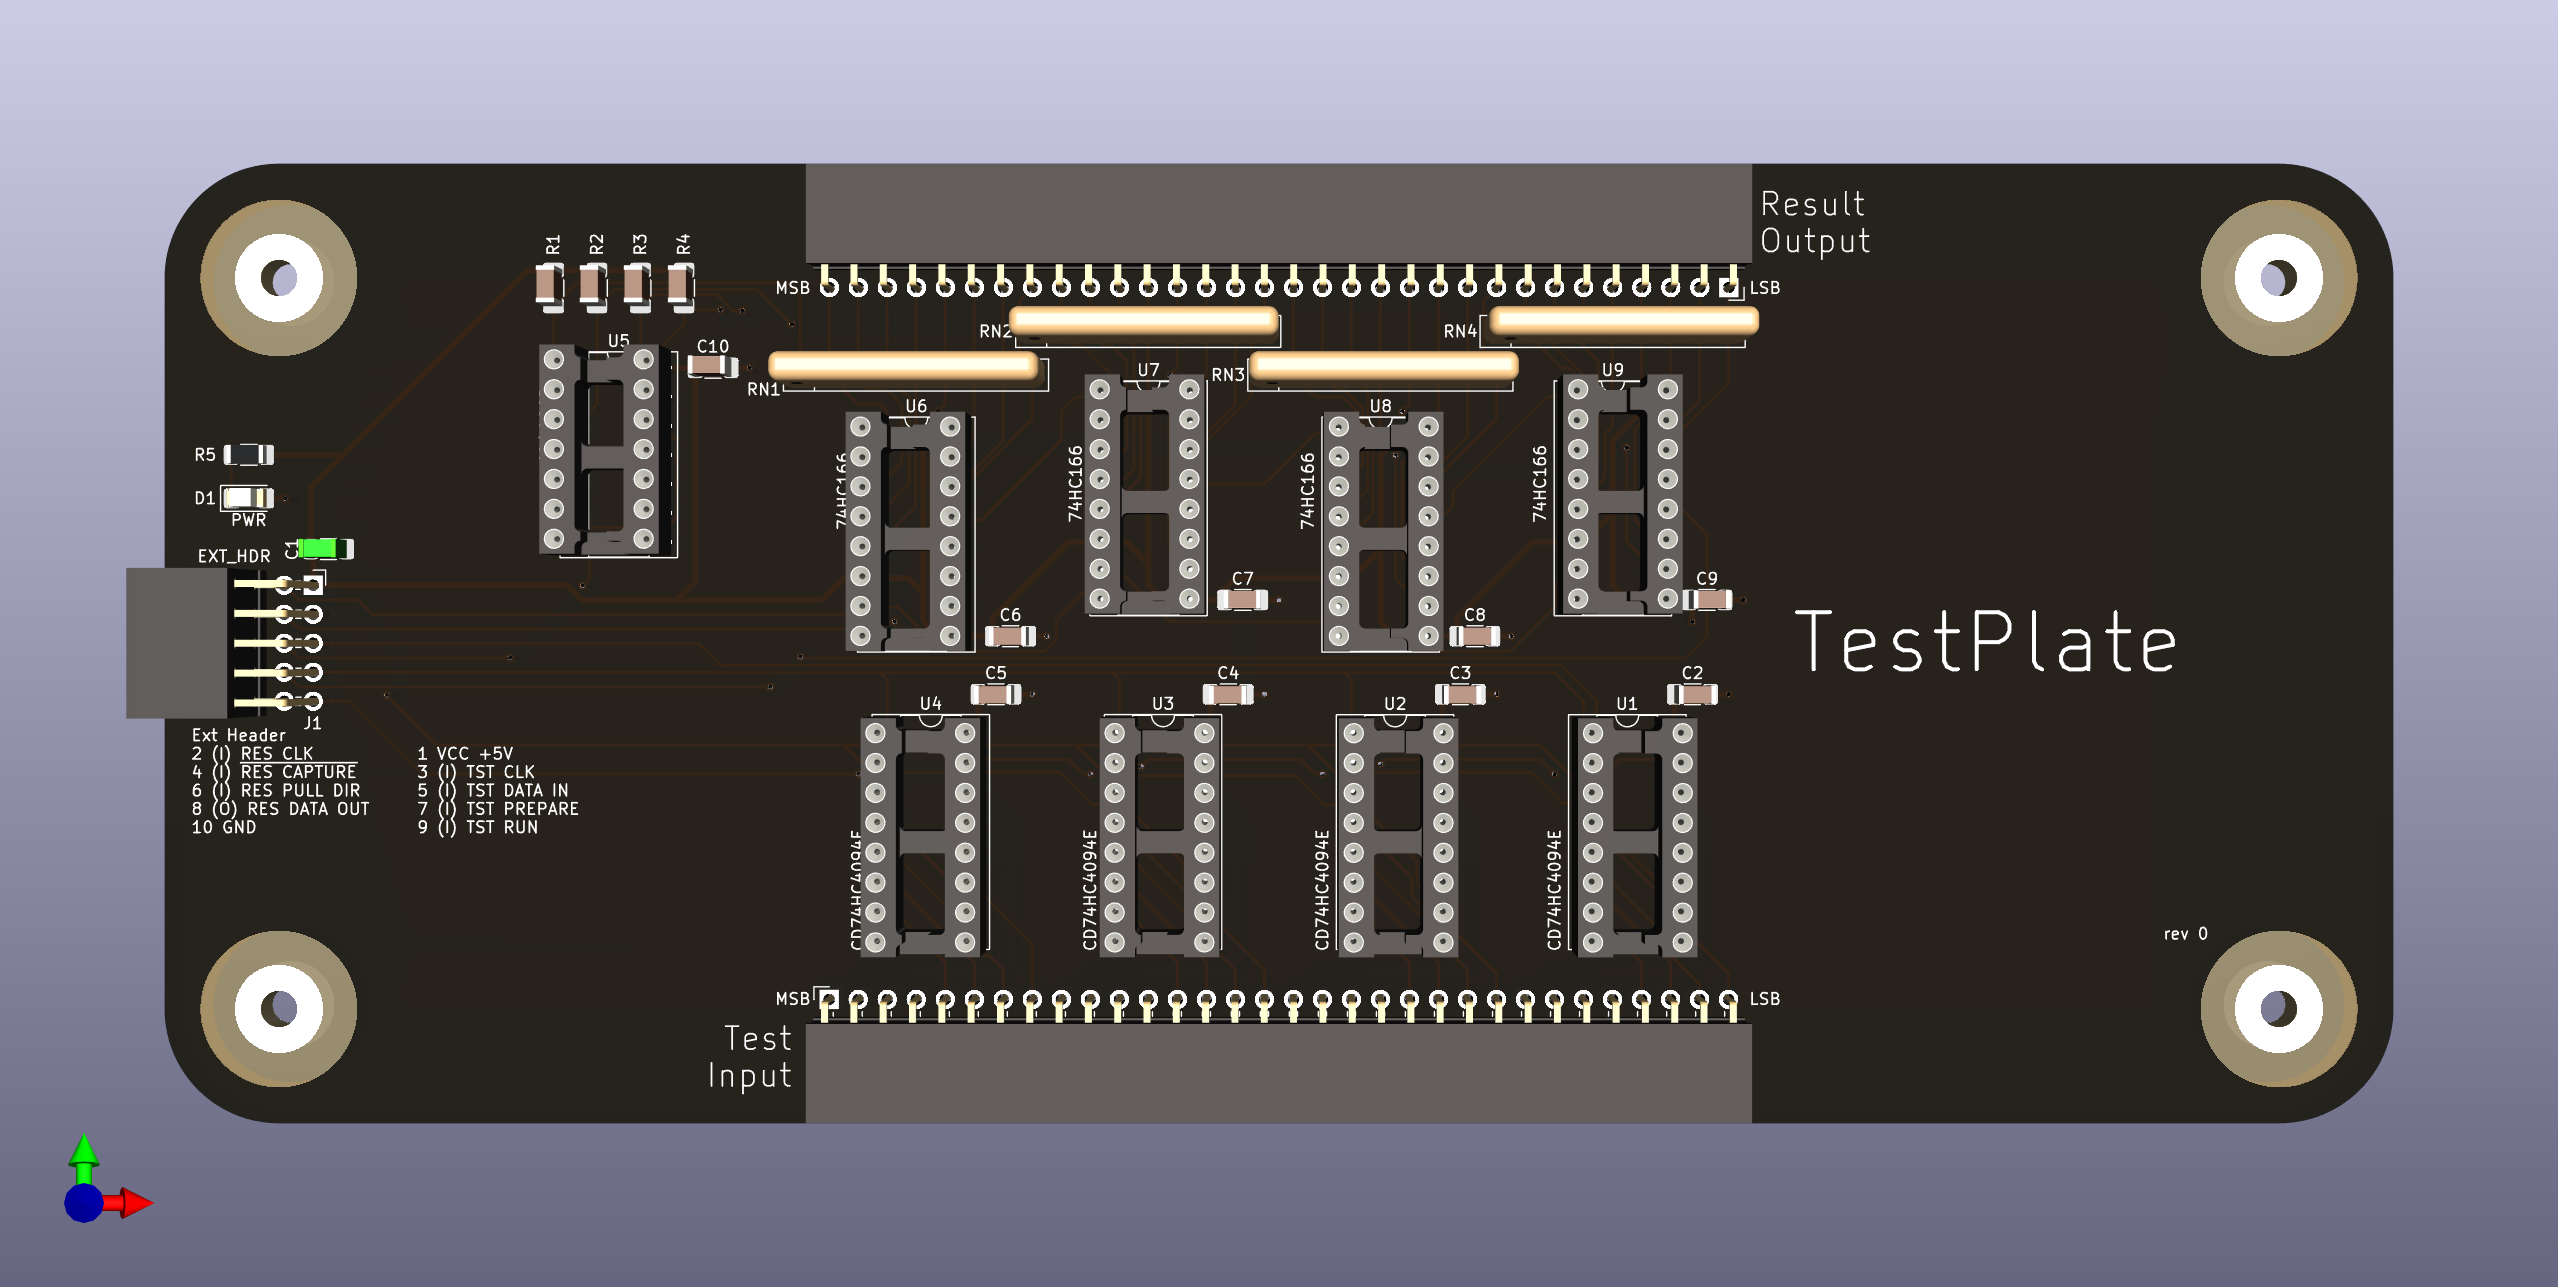 Result
Output
R1 R2 R3 R4
MSB LSB
RN2 RN4
U5 C10
RN1 U7 RN3 U9
U6 U8
R5
74HC166 74HC166 74HC166 74HC166
D1
PWR
C1
EXT_HDR
C7 C9
C6 C8
TestPlate
C5 C4 C3 C2
U4 U3 U2 U1
J1
Ext Header
2 (I) RES CLK 1 VCC +5V
4 (I) RES CAPTURE 3 (I) TST CLK
6 (I) RES PULL DIR 5 (I) TST DATA IN
8 (O) RES DATA OUT 7 (I) TST PREPARE
10 GND 9 (I) TST RUN
CD74HC4094E CD74HC4094E CD74HC4094E CD74HC4094E
rev 0
MSB LSB
Test
Input